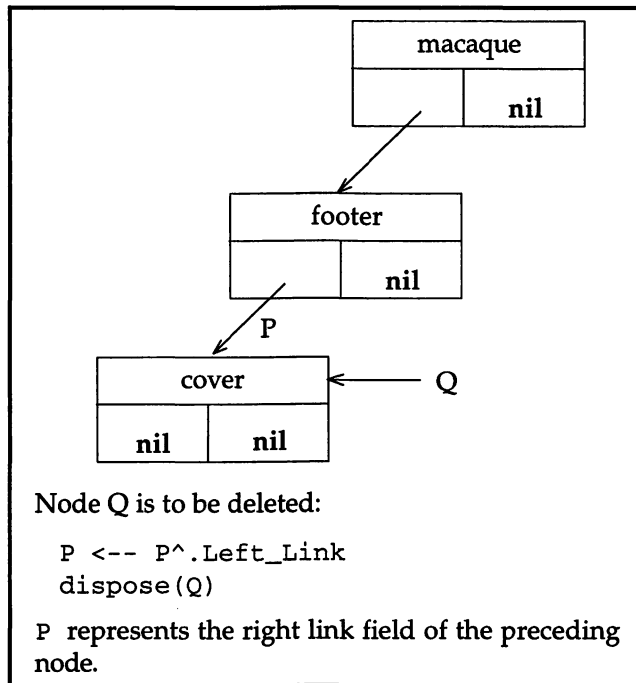 macaque
nil
footer
nil
P
cover
Q
nil nil
Node Q is to be deleted:
P <-- P^.Left_Link
dispose(Q)
P represents the right link field of the preceding
node.